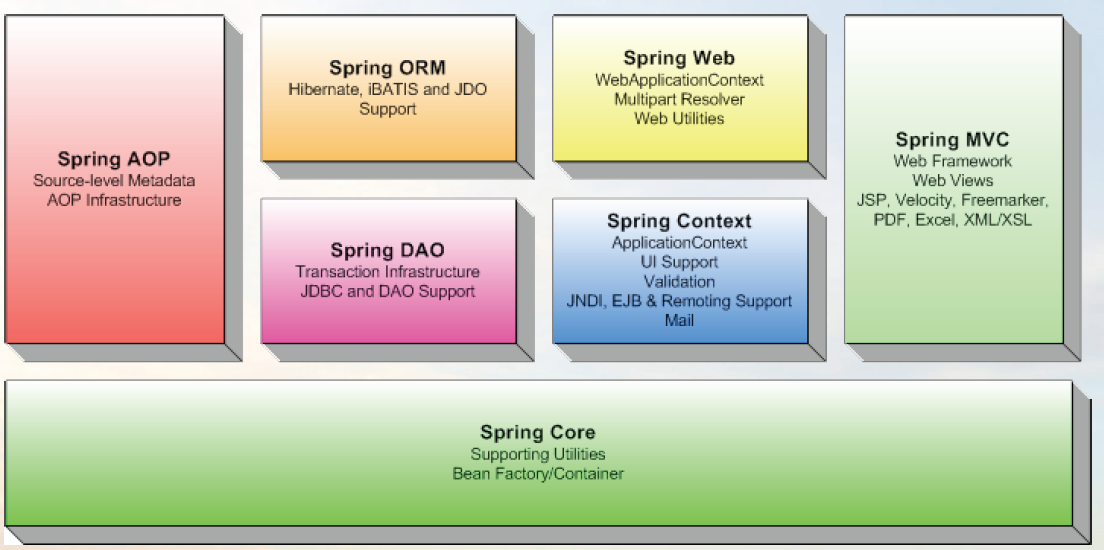 Spring AOP
Source-level Metadata
AOP Infrastructure
Spring ORM
Hibernate, iBATIS and JDO
Support
Spring DAO
Transaction Infrastructure
JDBC and DAO Support
Spring Web
WebApplicationContext
Multipart Resolver
Web Utilities
Spring Context
ApplicationContext
UI Support
Validation
JNDI, EJB & Remoting Support
Mail
Spring MVC
Web Framework
Web Views
JSP, Velocity, Freemarker,
PDF, Excel, XML/XSL
Spring Core
Supporting Utilities
Bean Factory/Container